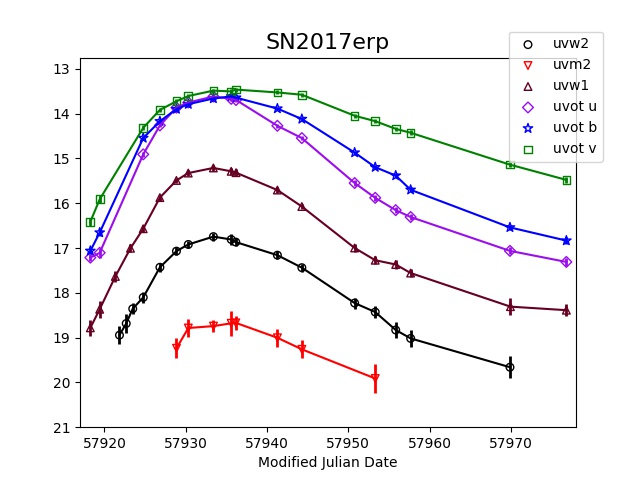 SN2017erp
uvw2
uvm2
uvw1
uvot u
uvot b
uvot v
13
14
15
16
17
18
19
20
21
57920 57930 57940 57950 57960 57970
Modified Julian Date